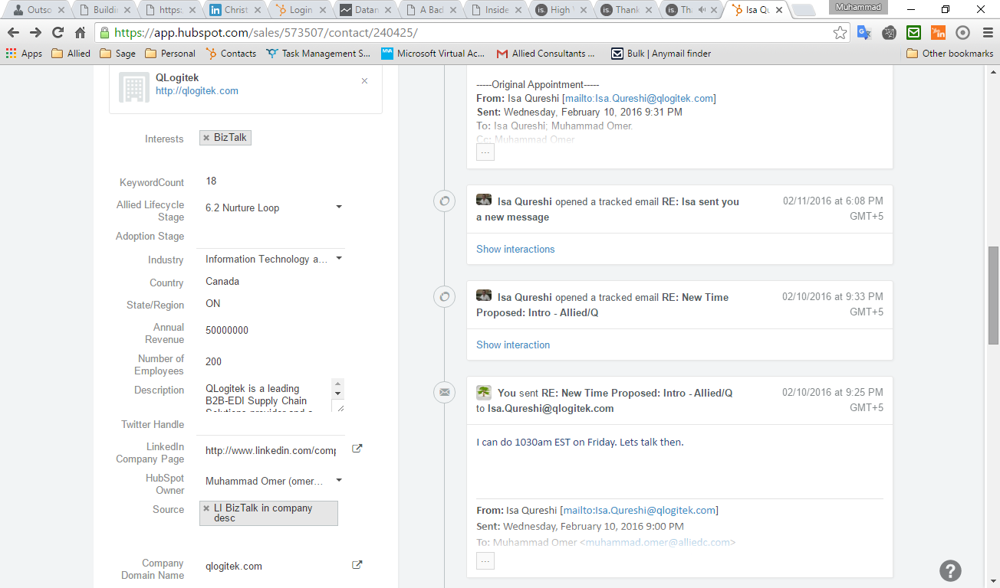 Outso
Buildin
https:
Christ
Login
Datan
A Bad
Inside
High V
Thank
Tha
Isa Qu
Muhammad
https://app.hubspot.com/sales/573507/contact/240425/
Apps
Allied
Sage
Personal
Contacts
Task Management S...
Microsoft Virtual Ac...
Allied Consultants ...
Bulk | Anymail finder
Other bookmarks
QLogitek
http://qlogitek.com
Interests
BizTalk
KeywordCount
18
Allied Lifecycle
Stage
6.2 Nurture Loop
Adoption Stage
Industry
Information Technology a...
Country
Canada
State/Region
ON
Annual
Revenue
50000000
Number of
Employees
200
Description
QLogitek is a leading
B2B-EDI Supply Chain
Solutions provider and a
Twitter Handle
LinkedIn
Company Page
http://www.linkedin.com/comp
HubSpot
Owner
Muhammad Omer (omer...
Source
LI BizTalk in company
desc
Company
Domain Name
qlogitek.com
-----Original Appointment-----
From: Isa Qureshi [mailto:Isa.Qureshi@qlogitek.com]
Sent: Wednesday, February 10, 2016 9:31 PM
To: Isa Qureshi; Muhammad Omer.
Cc: Muhammad Omer
...
Isa Qureshi opened a tracked email RE: Isa sent you
a new message
02/11/2016 at 6:08 PM
GMT+5
Show interactions
Isa Qureshi opened a tracked email RE: New Time
Proposed: Intro - Allied/Q
02/10/2016 at 9:33 PM
GMT+5
Show interaction
You sent RE: New Time Proposed: Intro - Allied/Q
to Isa.Qureshi@qlogitek.com
02/10/2016 at 9:25 PM
GMT+5
I can do 1030am EST on Friday. Lets talk then.
From: Isa Qureshi [mailto:Isa.Qureshi@qlogitek.com]
Sent: Wednesday, February 10, 2016 9:00 PM
To: Muhammad Omer <muhammad.omer@alliedc.com>
...